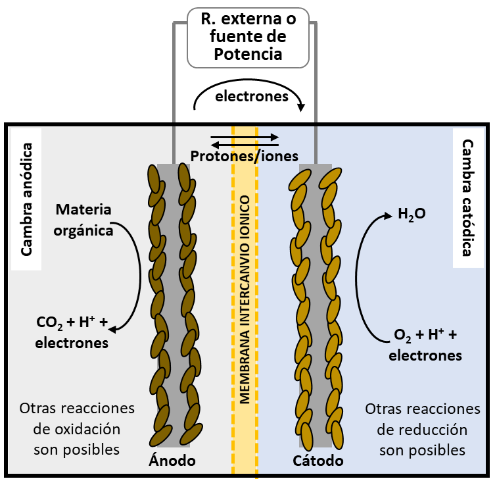 R. externa o
fuente de
Potencia
electrones
Protones/iones
Cambra anódica
Materia
orgánica
CO₂ + H⁺ +
electrones
Otras reacciones
de oxidación
son posibles
Ánodo
MEMBRANA INTERCANVIO IONICO
Cátodo
Cambra catódica
H₂O
O₂ + H⁺ +
electrones
Otras reacciones
de reducción
son posibles